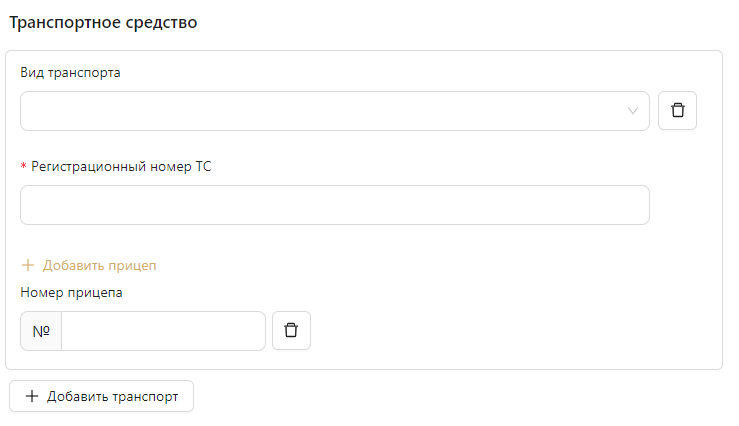 Транспортное средство
Вид транспорта
* Регистрационный номер ТС
+ Добавить прицеп
Номер прицепа
№
+ Добавить транспорт